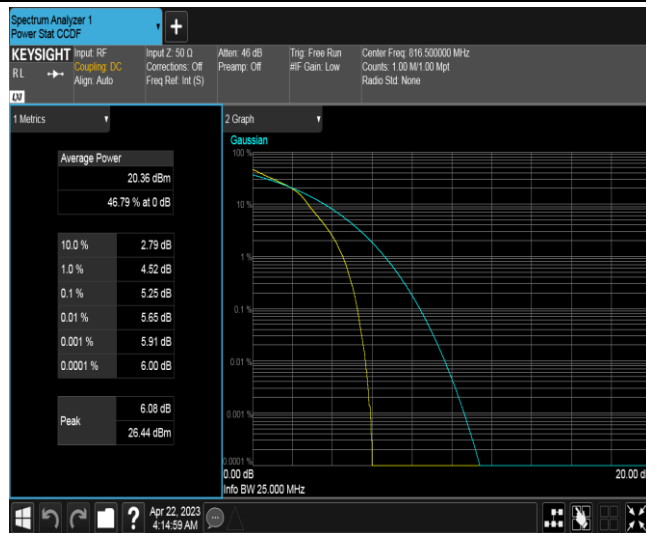 Spectrum Analyzer 1
Power Stat CCDF
KEYSIGHT
RL
Input: RF
Coupling: DC
Align: Auto
Input Z: 50 Ω
Corrections: Off
Freq Ref: Int (S)
Atten: 46 dB
Preamp: Off
Trig: Free Run
#IF Gain: Low
Center Freq: 816.500000 MHz
Counts: 1.00 M/1.00 Mpt
Radio Std: None
1 Metrics
Average Power
20.36 dBm
46.79 % at 0 dB
10.0 % 2.79 dB
1.0 % 4.52 dB
0.1 % 5.25 dB
0.01 % 5.65 dB
0.001 % 5.91 dB
0.0001 % 6.00 dB
Peak
6.08 dB
26.44 dBm
2 Graph
Gaussian
100 %
10 %
1 %
0.1 %
0.01 %
0.001 %
0.0001 %
0.00 dB
20.00 d
Info BW 25.000 MHz
Apr 22, 2023
4:14:59 AM